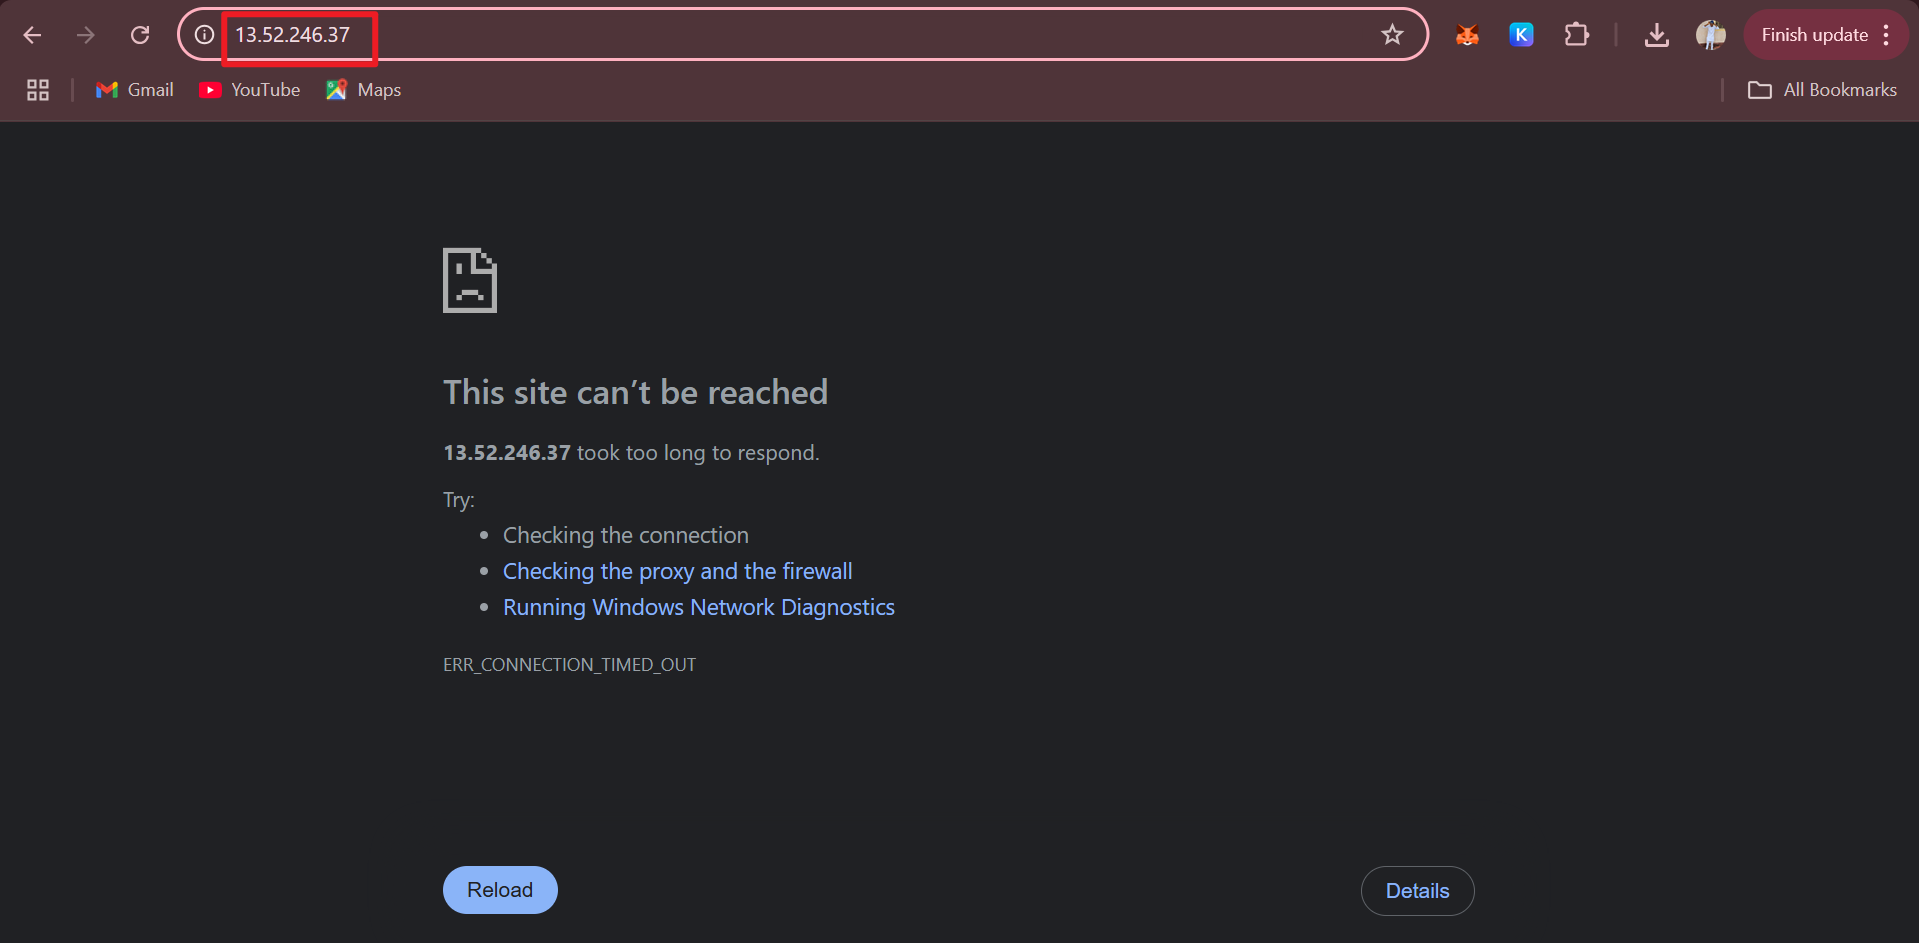 13.52.246.37
Finish update
Gmail YouTube Maps All Bookmarks
This site can’t be reached
13.52.246.37 took too long to respond.
Try:
Checking the connection
Checking the proxy and the firewall
Running Windows Network Diagnostics
ERR_CONNECTION_TIMED_OUT
Reload Details